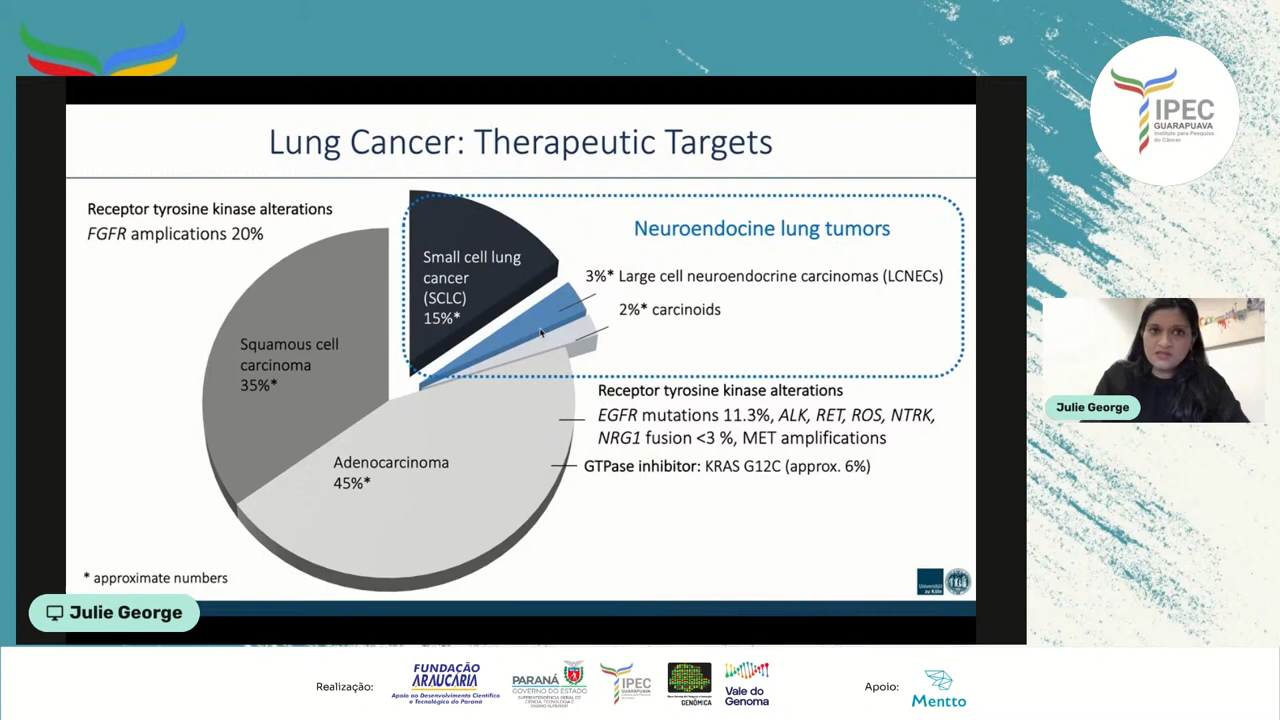 IPEC
GUARAPUAVA
Instituto para Pesquisa
do Câncer
Lung Cancer: Therapeutic Targets
Receptor tyrosine kinase alterations
FGFR amplications 20%
Neuroendocine lung tumors
Small cell lung
cancer
(SCLC)
15%*
3%* Large cell neuroendocrine carcinomas (LCNECs)
2%* carcinoids
Squamous cell
carcinoma
35%*
Receptor tyrosine kinase alterations
EGFR mutations 11.3%, ALK, RET, ROS, NTRK,
NRG1 fusion <3 %, MET amplifications
GTPase inhibitor: KRAS G12C (approx. 6%)
Adenocarcinoma
45%*
* approximate numbers
Universität
zu Köln
Julie George
Julie George
Realização:
FUNDAÇÃO
ARAUCÁRIA
Apoio ao Desenvolvimento Científico
e Tecnológico do Paraná
PARANÁ
GOVERNO DO ESTADO
SUPERINTENDÊNCIA GERAL DE
CIÊNCIA, TECNOLOGIA E
ENSINO SUPERIOR
IPEC
GUARAPUAVA
GENÔMICA
Vale do
Genoma
Apoio:
Mentto